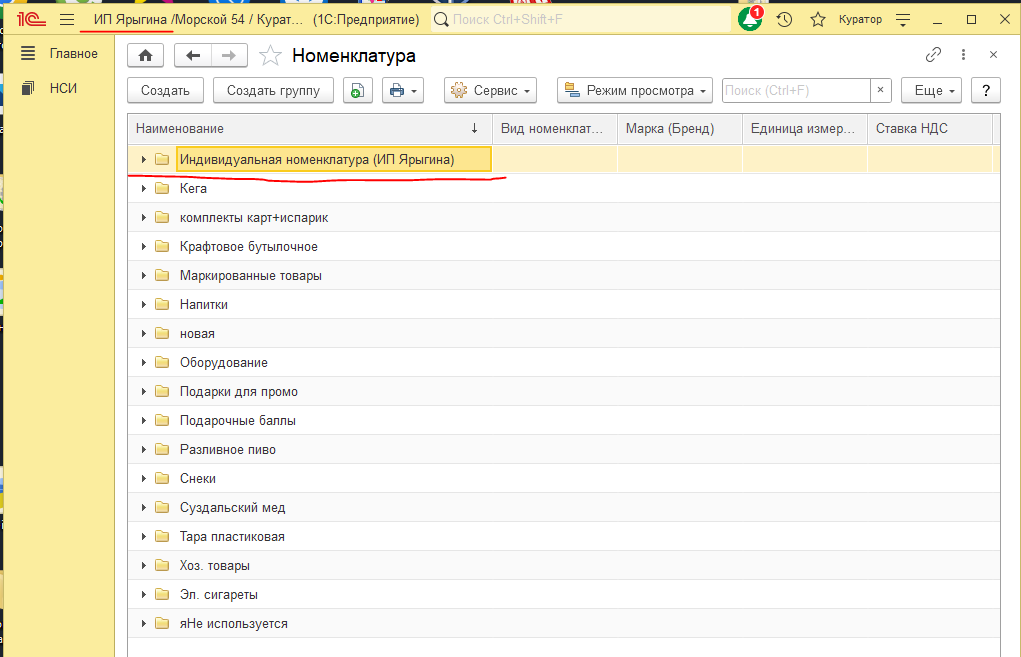 1С ИП Ярыгина /Морской 54 / Курат... (1С:Предприятие) Поиск Ctrl+Shift+F 1 Куратор
Главное
НСИ
Номенклатура
Создать Создать группу Сервис Режим просмотра Поиск (Ctrl+F) × Еще ?
Наименование ↓ Вид номенклат... Марка (Бренд) Единица измер... Ставка НДС
Индивидуальная номенклатура (ИП Ярыгина)
Кега
комплекты карт+испарик
Крафтовое бутылочное
Маркированные товары
Напитки
новая
Оборудование
Подарки для промо
Подарочные баллы
Разливное пиво
Снеки
Суздальский мед
Тара пластиковая
Хоз. товары
Эл. сигареты
яНе используется